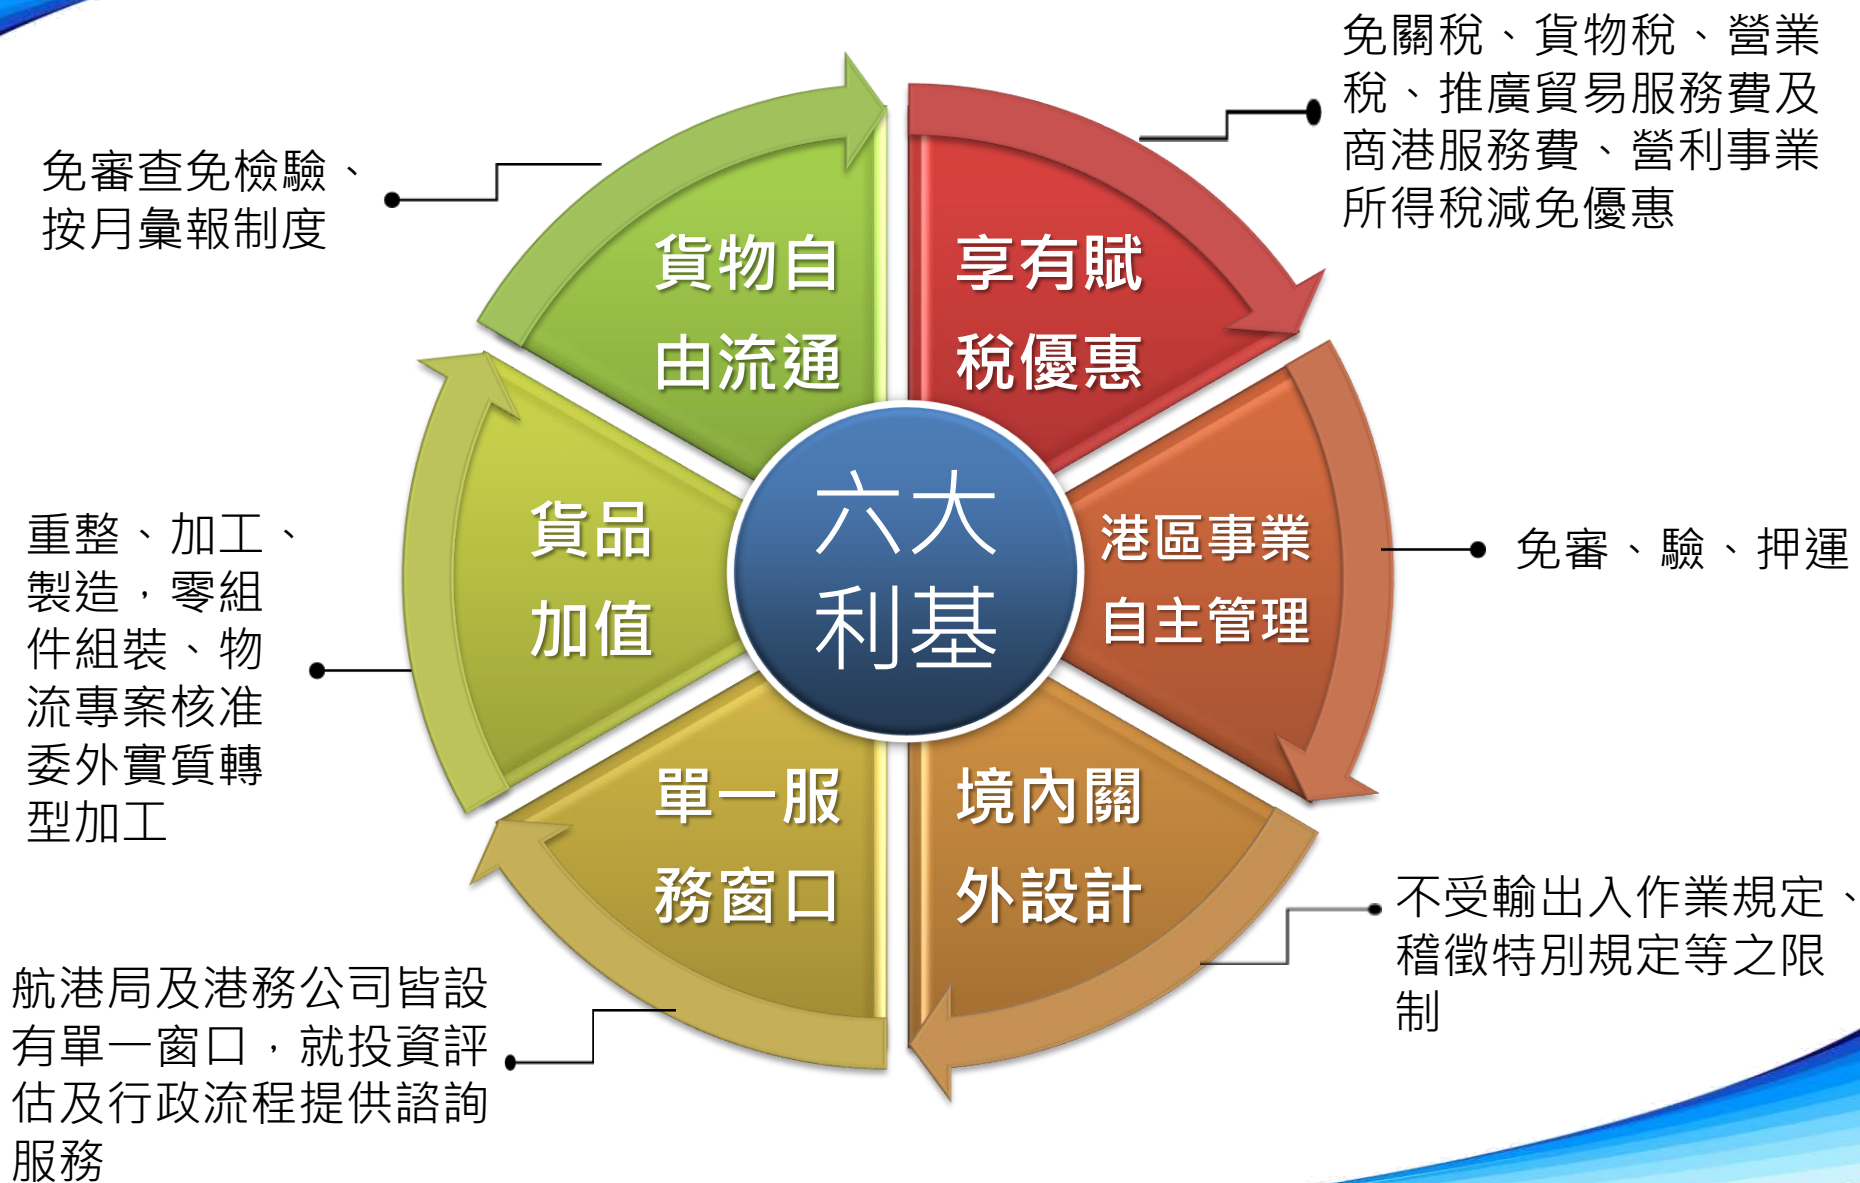 六大
利基
享有賦
稅優惠
免關稅、貨物稅、營業
稅、推廣貿易服務費及
商港服務費、營利事業
所得稅減免優惠
港區事業
自主管理
免審、驗、押運
境內關
外設計
不受輸出入作業規定、
稽徵特別規定等之限
制
單一服
務窗口
航港局及港務公司皆設
有單一窗口，就投資評
估及行政流程提供諮詢
服務
貨品
加值
重整、加工、
製造，零組
件組裝、物
流專案核准
委外實質轉
型加工
貨物自
由流通
免審查免檢驗、
按月彙報制度